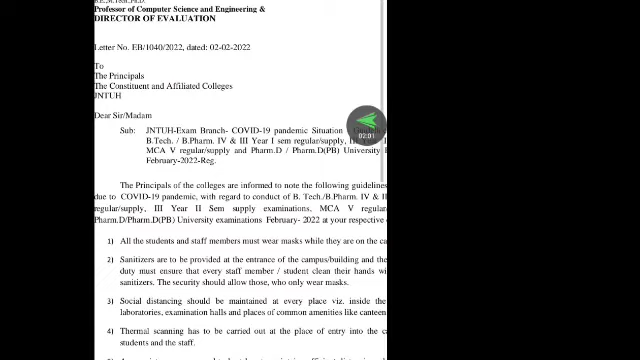 Professor of Computer Science and Engineering &
DIRECTOR OF EVALUATION
Letter No. EB/1040/2022, dated: 02-02-2022
To
The Principals
The Constituent and Affiliated Colleges
JNTUH
Dear Sir/Madam
Sub: JNTUH-Exam Branch- COVID-19 pandemic Situation
B.Tech. / B.Pharm. IV & III Year I sem regular/supply, III Year
MCA V regular/supply and Pharm.D / Pharm.D(PB) University
February-2022-Reg.
2:01
The Principals of the colleges are informed to note the following guidelines
due to COVID-19 pandemic, with regard to conduct of B. Tech./B.Pharm. IV &
regular/supply, III Year II Sem supply examinations, MCA V regular
Pharm.D/Pharm.D(PB) University examinations February- 2022 at your respective
1) All the students and staff members must wear masks while they are on the
2) Sanitizers are to be provided at the entrance of the campus/building and the
duty must ensure that every staff member / student clean their hands
sanitizers. The security should allow those, who only wear masks.
3) Social distancing should be maintained at every place viz. inside the
laboratories, examination halls and places of common amenities like canteen
4) Thermal scanning has to be carried out at the place of entry into the
students and the staff.